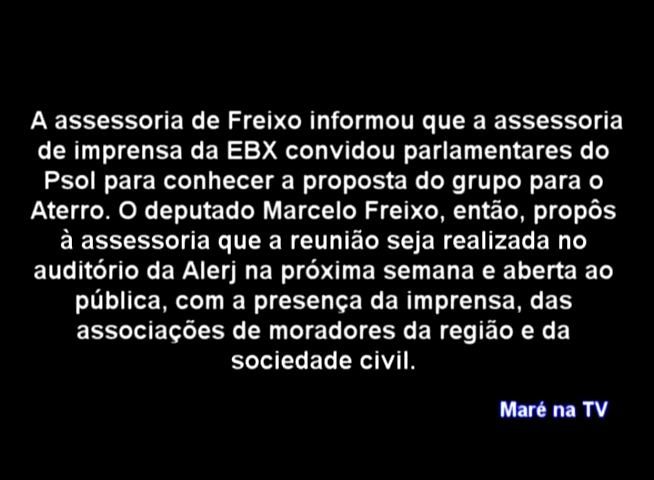 A assessoria de Freixo informou que a assessoria
de imprensa da EBX convidou parlamentares do
Psol para conhecer a proposta do grupo para o
Aterro. O deputado Marcelo Freixo, então, propôs
à assessoria que a reunião seja realizada no
auditório da Alerj na próxima semana e aberta ao
pública, com a presença da imprensa, das
associações de moradores da região e da
sociedade civil.
Maré na TV